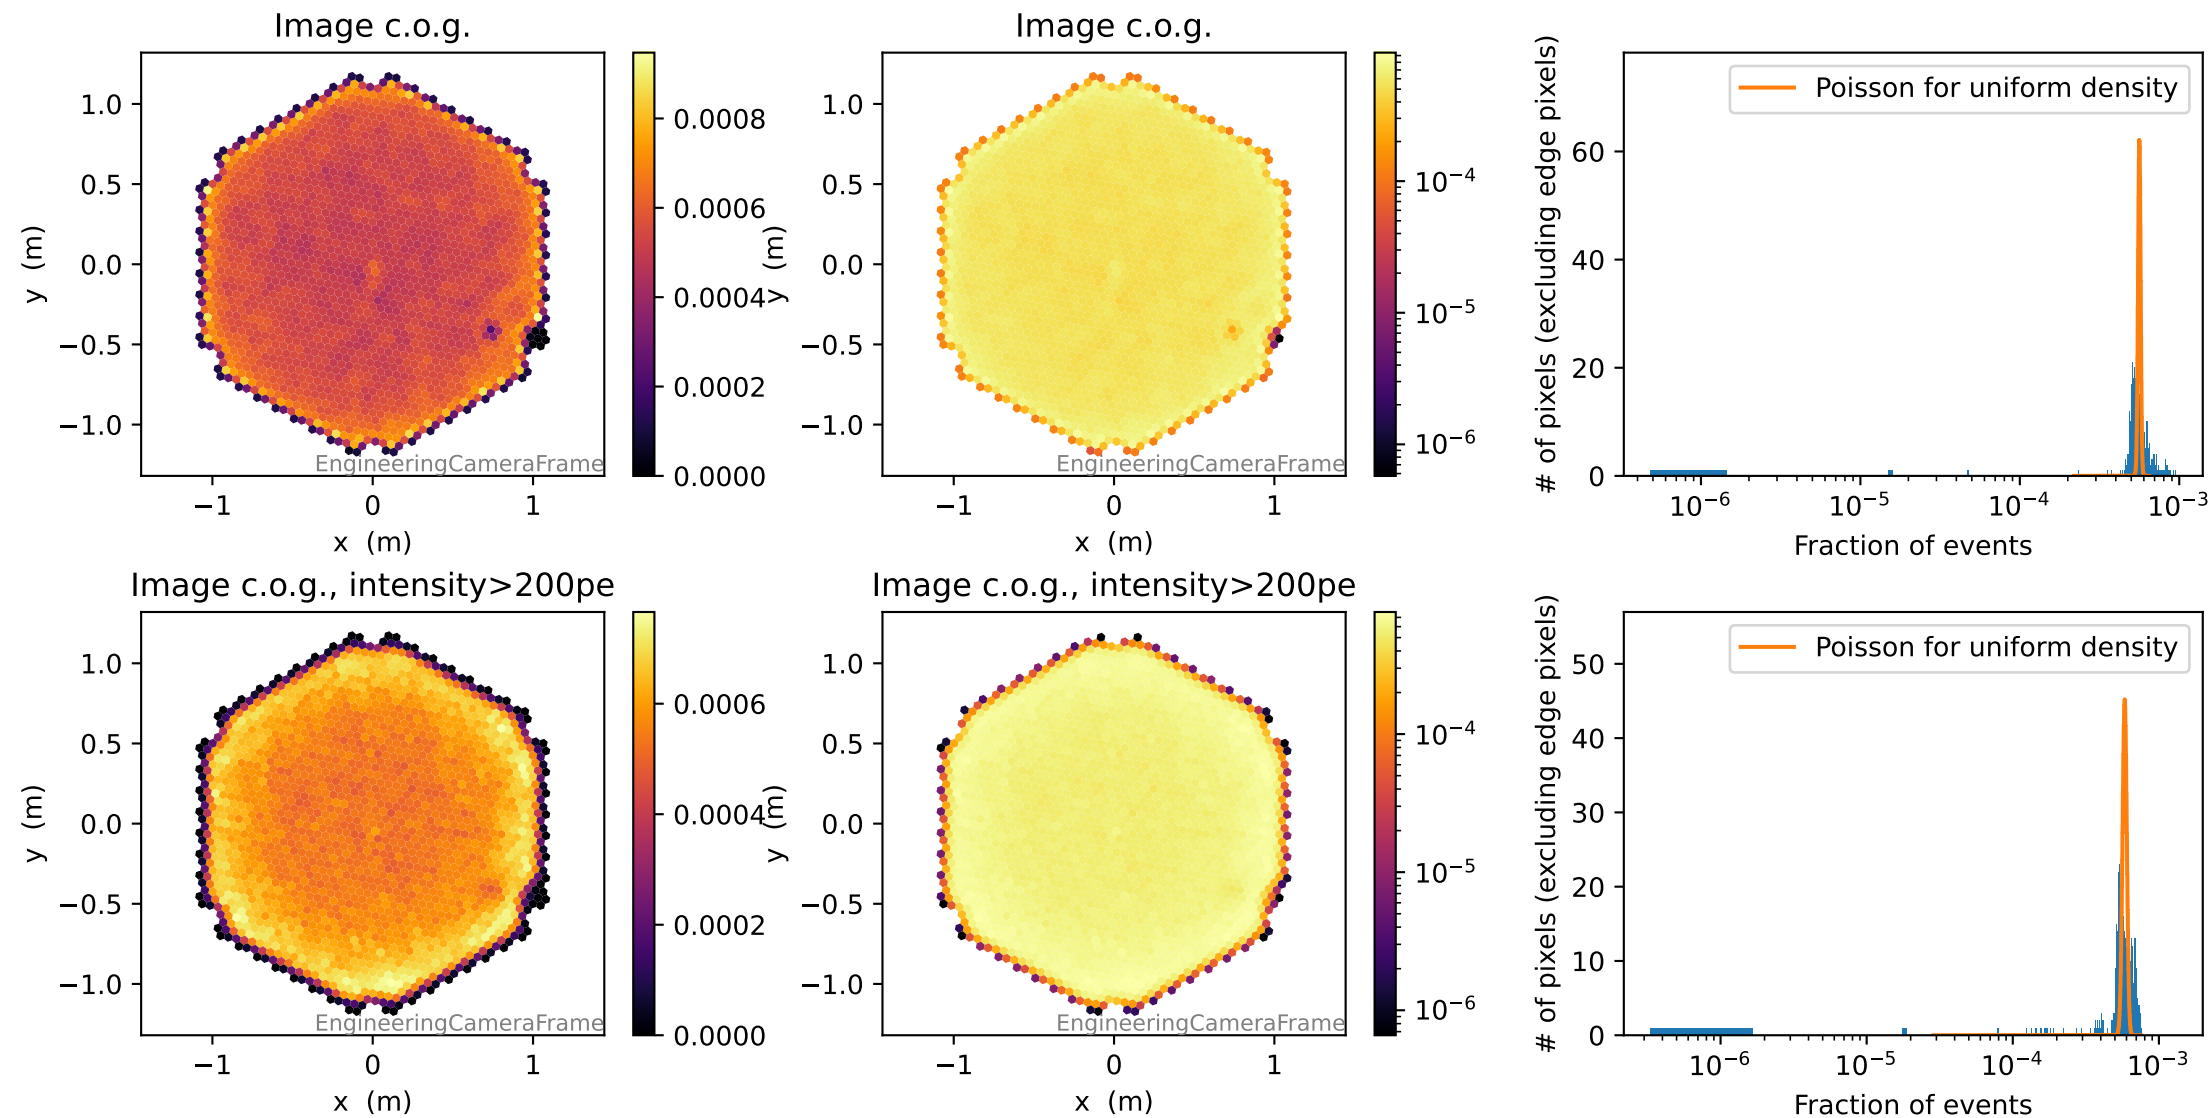 Image c.o.g.
1.0
0.5
0.0
−0.5
−1.0
y (m)
−1
0
1
x (m)
EngineeringCameraFrame
0.0008
0.0006
0.0004
0.0002
0.0000
Image c.o.g.
1.0
0.5
0.0
−0.5
−1.0
y (m)
−1
0
1
x (m)
EngineeringCameraFrame
10⁻⁴
10⁻⁵
10⁻⁶
# of pixels (excluding edge pixels)
60
40
20
0
Poisson for uniform density
10⁻⁶
10⁻⁵
10⁻⁴
10⁻³
Fraction of events
Image c.o.g., intensity>200pe
1.0
0.5
0.0
−0.5
−1.0
y (m)
−1
0
1
x (m)
EngineeringCameraFrame
0.0006
0.0004
0.0002
0.0000
Image c.o.g., intensity>200pe
1.0
0.5
0.0
−0.5
−1.0
y (m)
−1
0
1
x (m)
EngineeringCameraFrame
10⁻⁴
10⁻⁵
10⁻⁶
# of pixels (excluding edge pixels)
50
40
30
20
10
0
Poisson for uniform density
10⁻⁶
10⁻⁵
10⁻⁴
10⁻³
Fraction of events